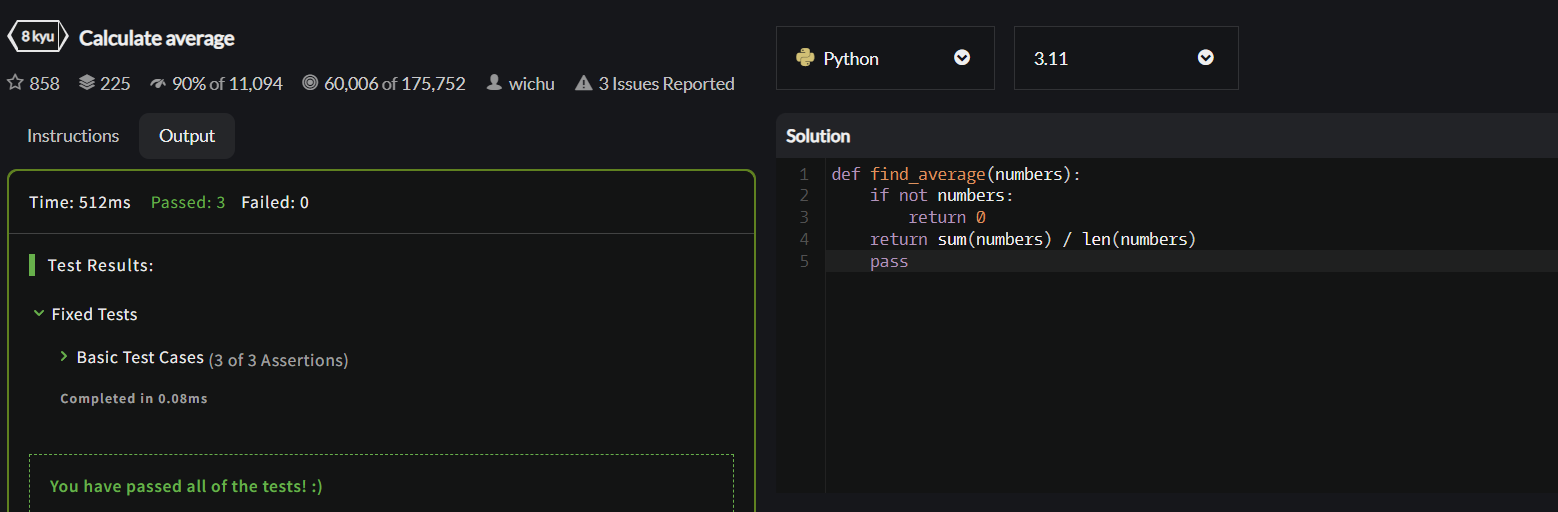 8 kyu Calculate average
858 225 90% of 11,094 60,006 of 175,752 wichu 3 Issues Reported
Instructions Output
Time: 512ms Passed: 3 Failed: 0
Test Results:
Fixed Tests
Basic Test Cases (3 of 3 Assertions)
Completed in 0.08ms
You have passed all of the tests! :)
Python 3.11
Solution
1 def find_average(numbers):
2     if not numbers:
3         return 0
4     return sum(numbers) / len(numbers)
5     pass